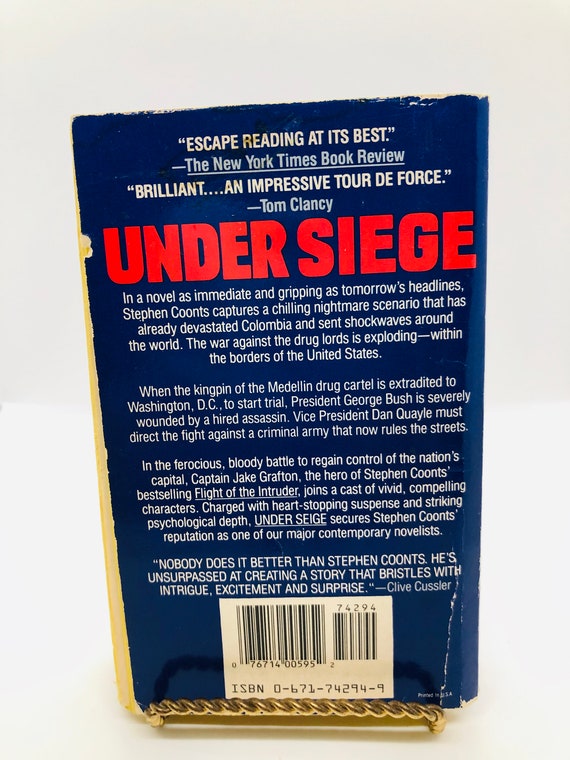 “ESCAPE READING AT ITS BEST.”
—The New York Times Book Review
“BRILLIANT....AN IMPRESSIVE TOUR DE FORCE.”
—Tom Clancy
UNDER SIEGE
In a novel as immediate and gripping as tomorrow's headlines,
Stephen Coonts captures a chilling nightmare scenario that has
already devastated Colombia and sent shockwaves around
the world. The war against the drug lords is exploding—within
the borders of the United States.
When the kingpin of the Medellin drug cartel is extradited to
Washington, D.C., to start trial, President George Bush is severely
wounded by a hired assassin. Vice President Dan Quayle must
direct the fight against a criminal army that now rules the streets.
In the ferocious, bloody battle to regain control of the nation's
capital, Captain Jake Grafton, the hero of Stephen Coonts'
bestselling Flight of the Intruder, joins a cast of vivid, compelling
characters. Charged with heart-stopping suspense and striking
psychological depth, UNDER SEIGE secures Stephen Coonts'
reputation as one of our major contemporary novelists.
“NOBODY DOES IT BETTER THAN STEPHEN COONTS. HE'S
UNSURPASSED AT CREATING A STORY THAT BRISTLES WITH
INTRIGUE, EXCITEMENT AND SURPRISE.“—Clive Cussler
74294
0 76714 00595 2
ISBN 0-671-74294-9
Printed in U.S.A